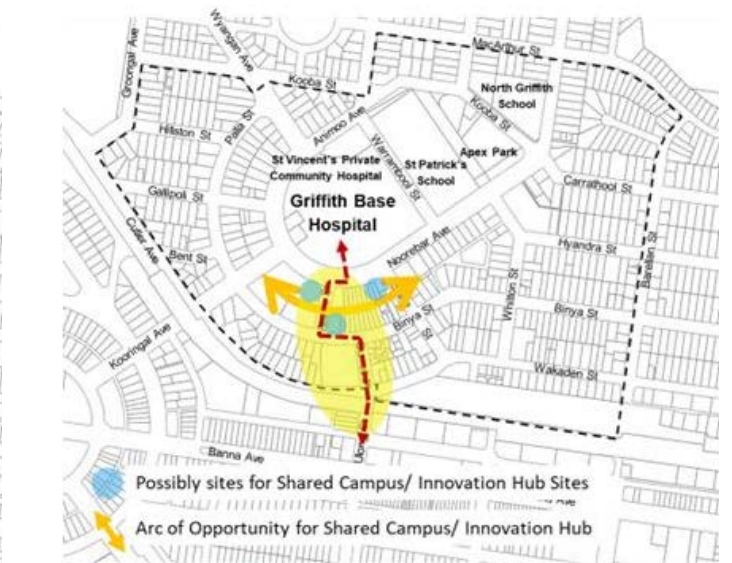 Groongal Ave
Wyangan Ave
MacArthur St
Kooba St
North Griffith
School
Kooba St
Animoo Ave
Hillston St
Palla St
Warrambool St
Apex Park
St Vincent's Private
Community Hospital
St Patrick's
School
Carrathool St
Gallipoli St
Griffith Base
Hospital
Noorebar Ave
Hyandra St
Barellan St
Cutler Ave
Bent St
Whitton St
Binya St
Binya
St
Kooringal Ave
Wakaden St
Banna Ave
Possibly sites for Shared Campus/ Innovation Hub Sites
Ave
Arc of Opportunity for Shared Campus/ Innovation Hub